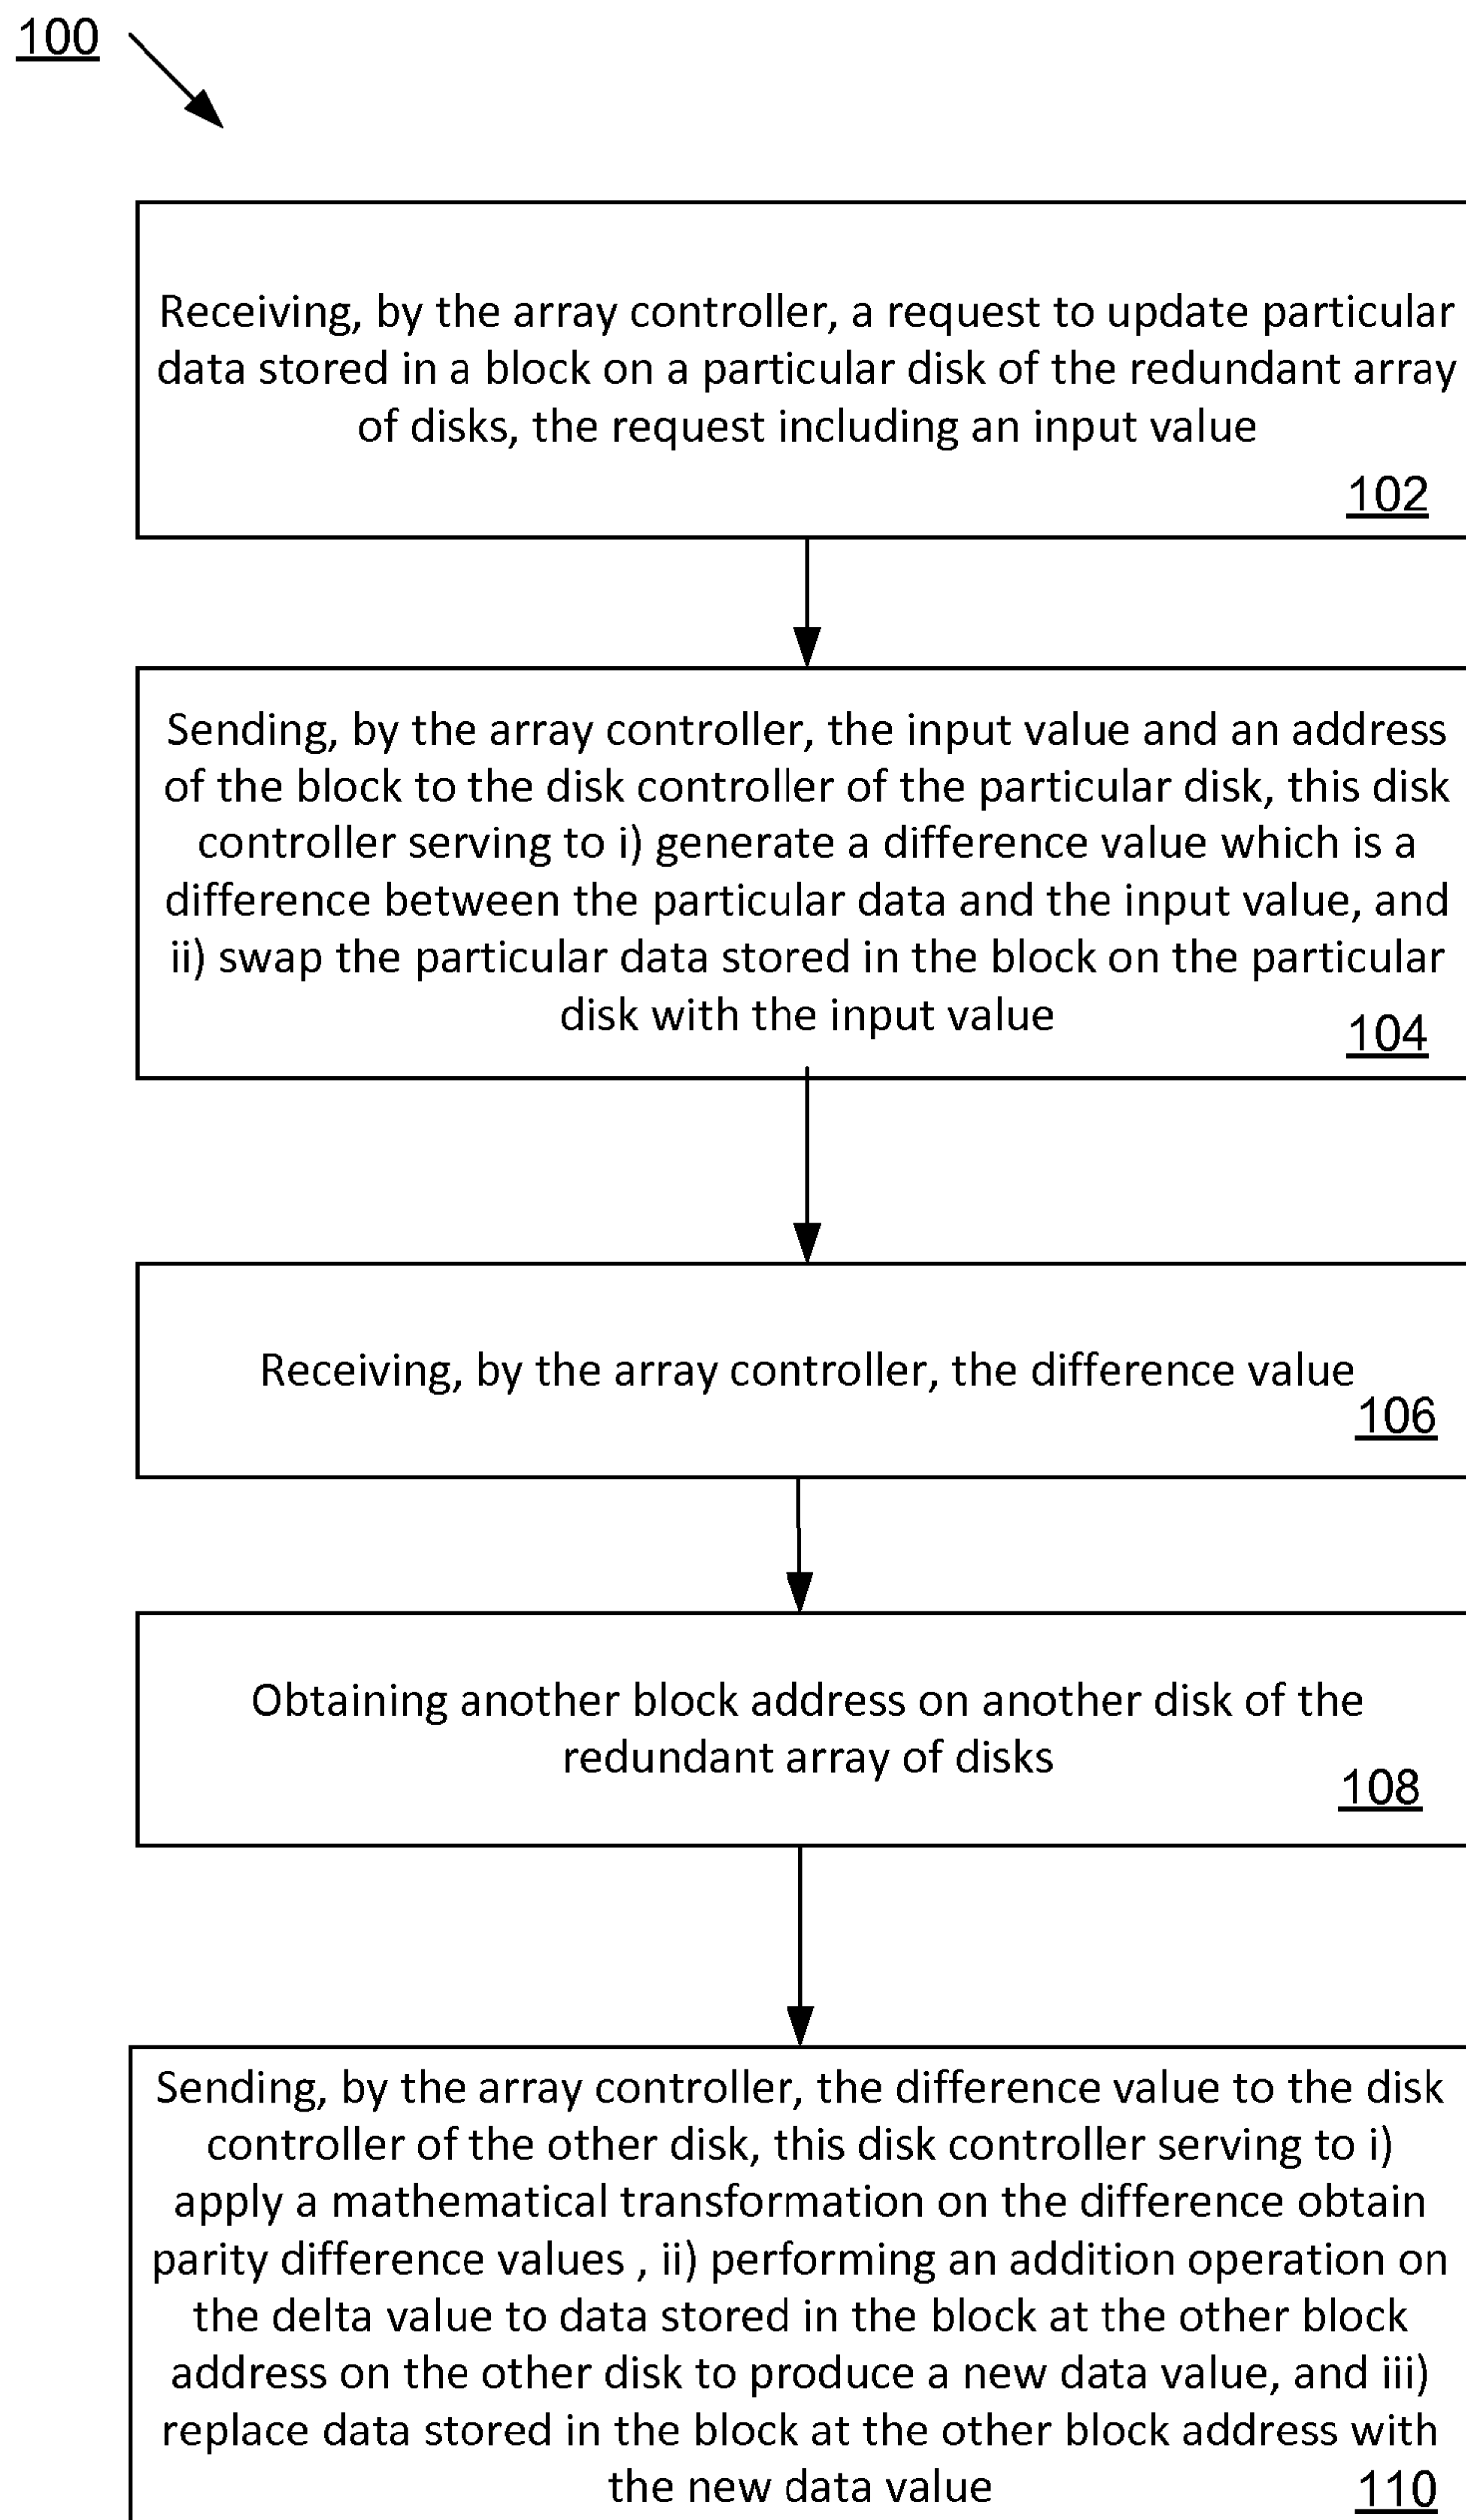 100
Receiving, by the array controller, a request to update particular
data stored in a block on a particular disk of the redundant array
of disks, the request including an input value
102
Sending, by the array controller, the input value and an address
of the block to the disk controller of the particular disk, this disk
controller serving to i) generate a difference value which is a
difference between the particular data and the input value, and
ii) swap the particular data stored in the block on the particular
disk with the input value
104
Receiving, by the array controller, the difference value
106
Obtaining another block address on another disk of the
redundant array of disks
108
Sending, by the array controller, the difference value to the disk
controller of the other disk, this disk controller serving to i)
apply a mathematical transformation on the difference obtain
parity difference values , ii) performing an addition operation on
the delta value to data stored in the block at the other block
address on the other disk to produce a new data value, and iii)
replace data stored in the block at the other block address with
the new data value
110